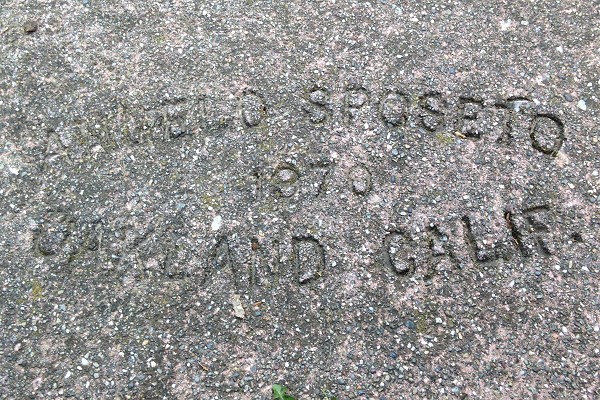 SPOSETO
1970
OAKLAND CALIF.